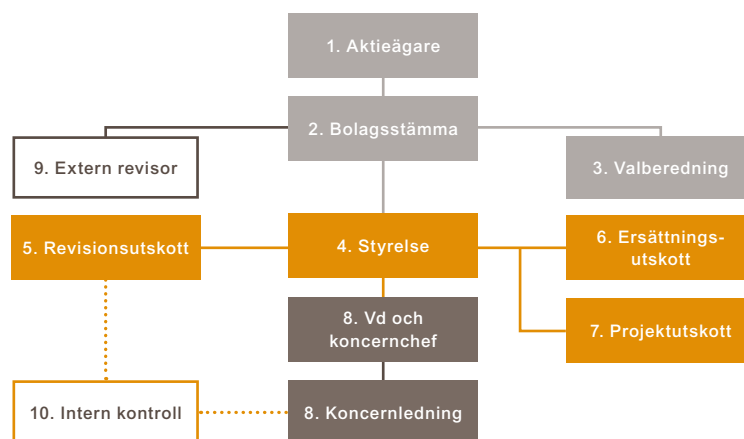 1. Aktieägare
2. Bolagsstämma
9. Extern revisor
3. Valberedning
5. Revisionsutskott
4. Styrelse
6. Ersättnings-
utskott
8. Vd och
koncernchef
7. Projektutskott
10. Intern kontroll
8. Koncernledning